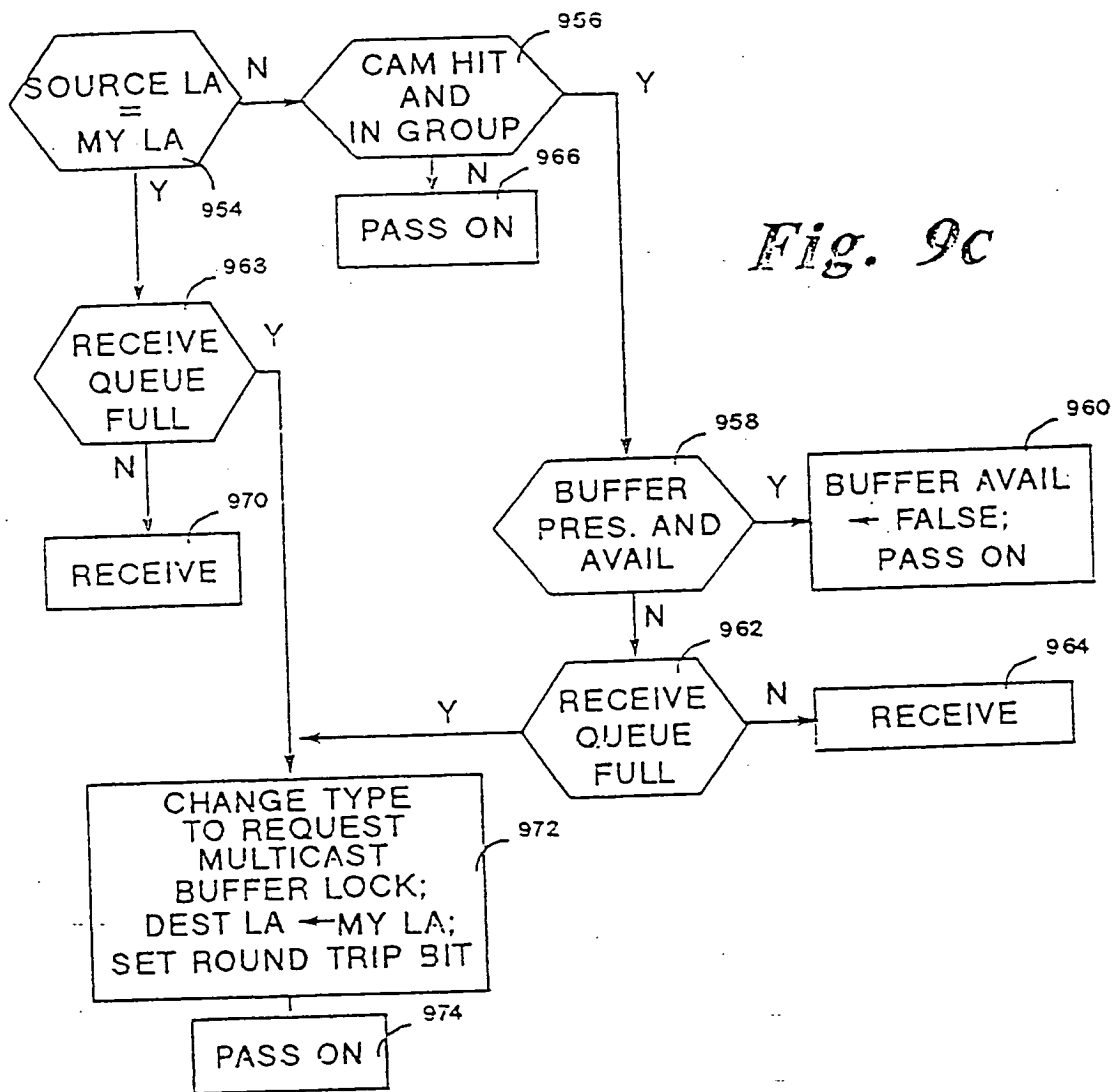 956
SOURCE LA
=
MY LA
N
CAM HIT
AND
IN GROUP
Y
954
Y
N
966
PASS ON
Fig. 9c
963
RECEIVE
QUEUE
FULL
Y
N
970
RECEIVE
958
BUFFER
PRES. AND
AVAIL
Y
960
BUFFER AVAIL
← FALSE;
PASS ON
N
962
RECEIVE
QUEUE
FULL
Y
N
964
RECEIVE
CHANGE TYPE
TO REQUEST
MULTICAST
BUFFER LOCK;
DEST LA ← MY LA;
SET ROUND TRIP BIT
972
974
PASS ON